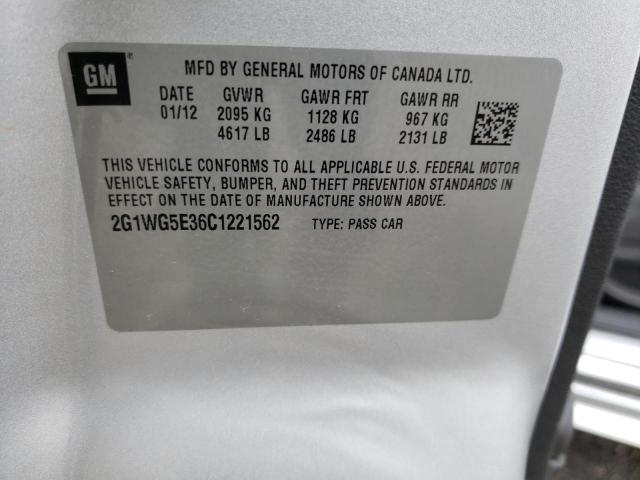 GM ®
MFD BY GENERAL MOTORS OF CANADA LTD.
DATE GVWR GAWR FRT GAWR RR
01/12 2095 KG 1128 KG 967 KG
4617 LB 2486 LB 2131 LB
THIS VEHICLE CONFORMS TO ALL APPLICABLE U.S. FEDERAL MOTOR
VEHICLE SAFETY, BUMPER, AND THEFT PREVENTION STANDARDS IN
EFFECT ON THE DATE OF MANUFACTURE SHOWN ABOVE.
2G1WG5E36C1221562 TYPE: PASS CAR